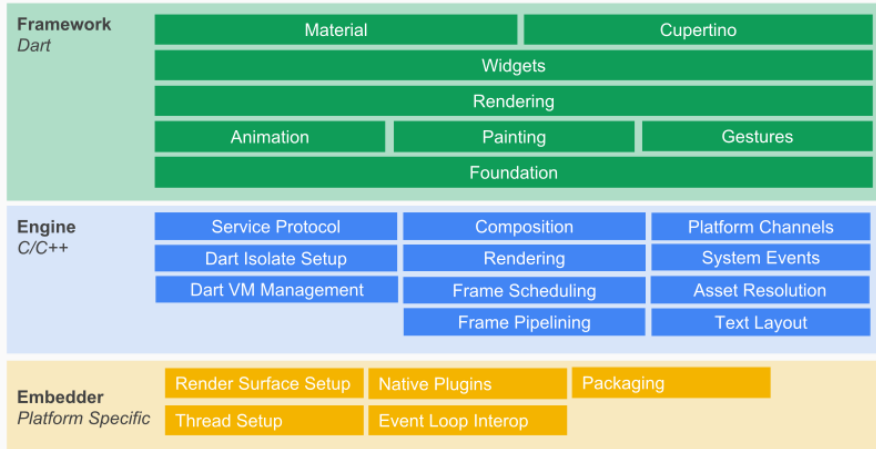 Framework
Dart
Material Cupertino
Widgets
Rendering
Animation Painting Gestures
Foundation
Engine
C/C++
Service Protocol Composition Platform Channels
Dart Isolate Setup Rendering System Events
Dart VM Management Frame Scheduling Asset Resolution
Frame Pipelining Text Layout
Embedder
Platform Specific
Render Surface Setup Native Plugins Packaging
Thread Setup Event Loop Interop